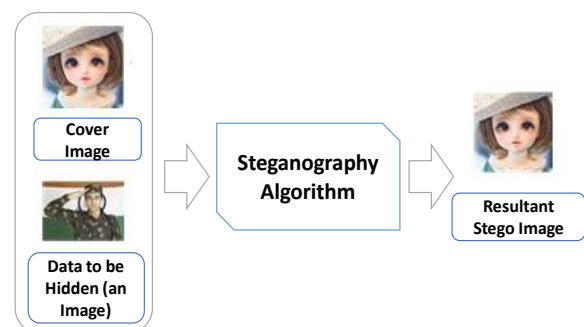 Cover
Image
Data to be
Hidden (an
Image)
Steganography
Algorithm
Resultant
Stego Image